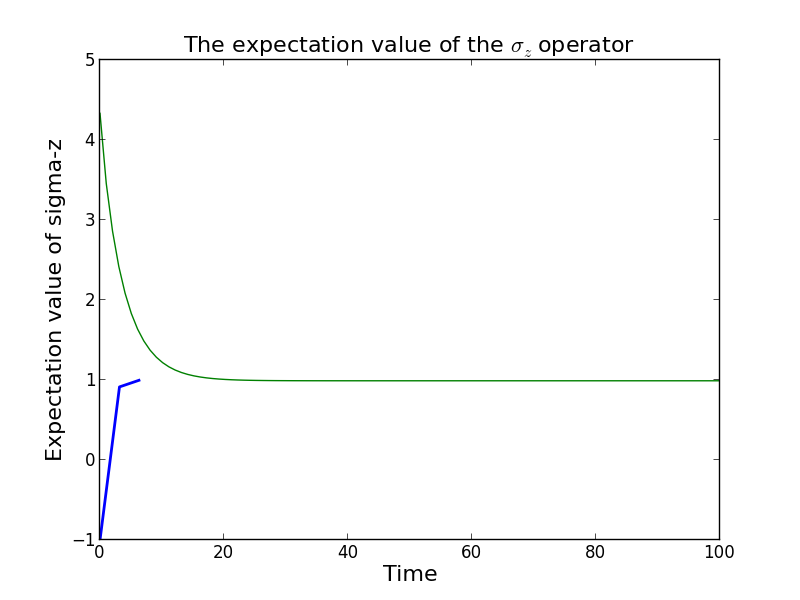 The expectation value of the σz operator
Expectation value of sigma-z
5
4
3
2
1
0
−1
0 20 40 60 80 100
Time